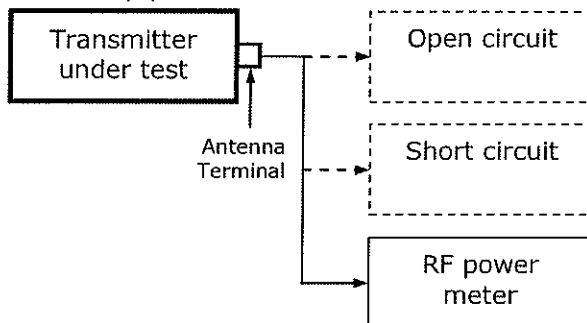 Transmitter
under test
Open circuit
Antenna
Terminal
Short circuit
RF power
meter